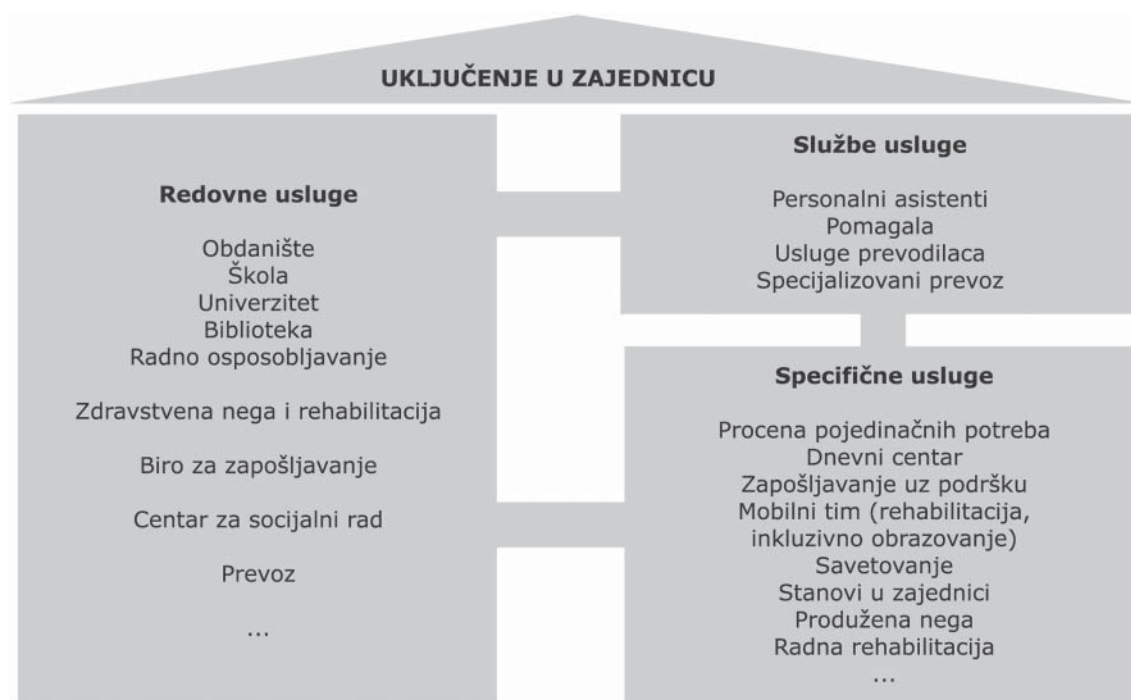 UKLJUČENJE U ZAJEDNICU
Redovne usluge
Obdanište
Škola
Univerzitet
Biblioteka
Radno osposobljavanje
Zdravstvena nega i rehabilitacija
Biro za zapošljavanje
Centar za socijalni rad
Prevoz
...
Službe usluge
Personalni asistenti
Pomagala
Usluge prevodilaca
Specijalizovani prevoz
Specifične usluge
Procena pojedinačnih potreba
Dnevni centar
Zapošljavanje uz podršku
Mobilni tim (rehabilitacija,
inkluzivno obrazovanje)
Savetovanje
Stanovi u zajednici
Produžena nega
Radna rehabilitacija
...